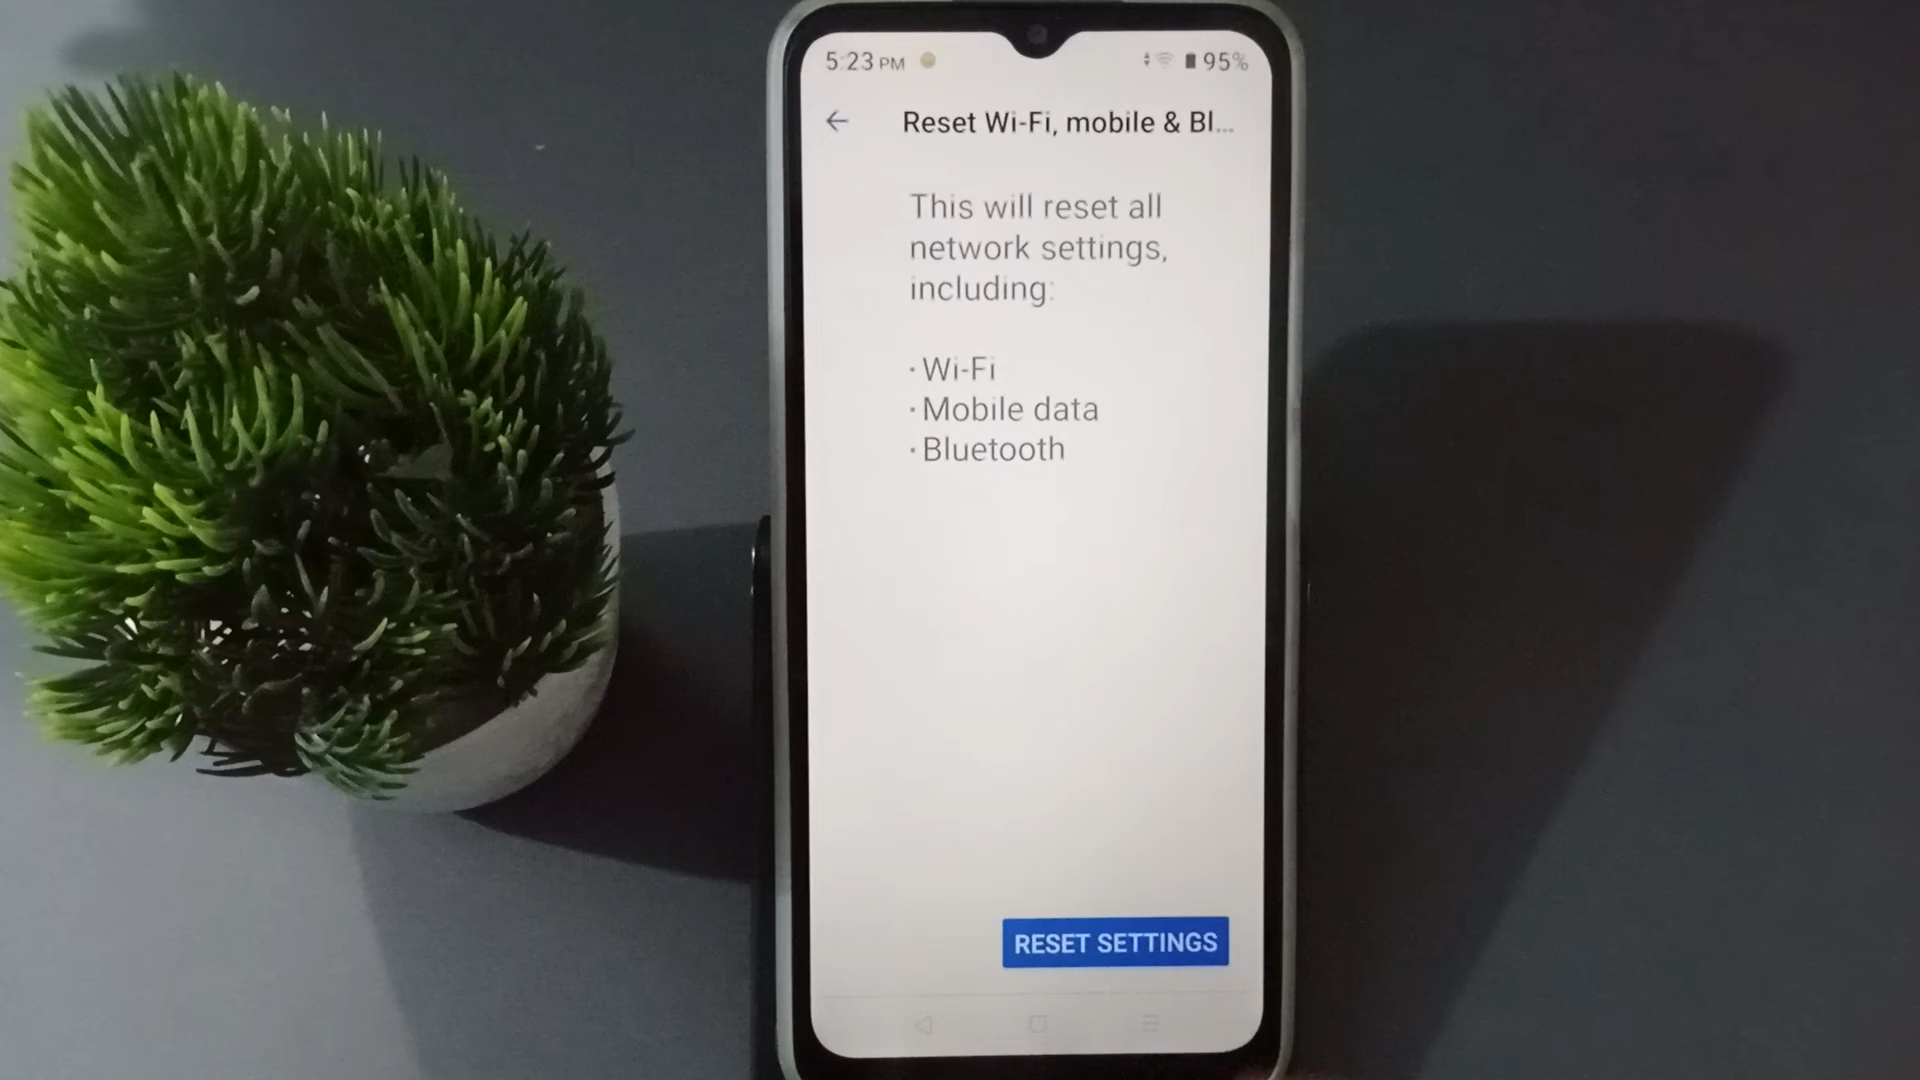 5:23 PM 95%
Reset Wi-Fi, mobile & Bl...
This will reset all
network settings,
including:
· Wi-Fi
· Mobile data
· Bluetooth
RESET SETTINGS